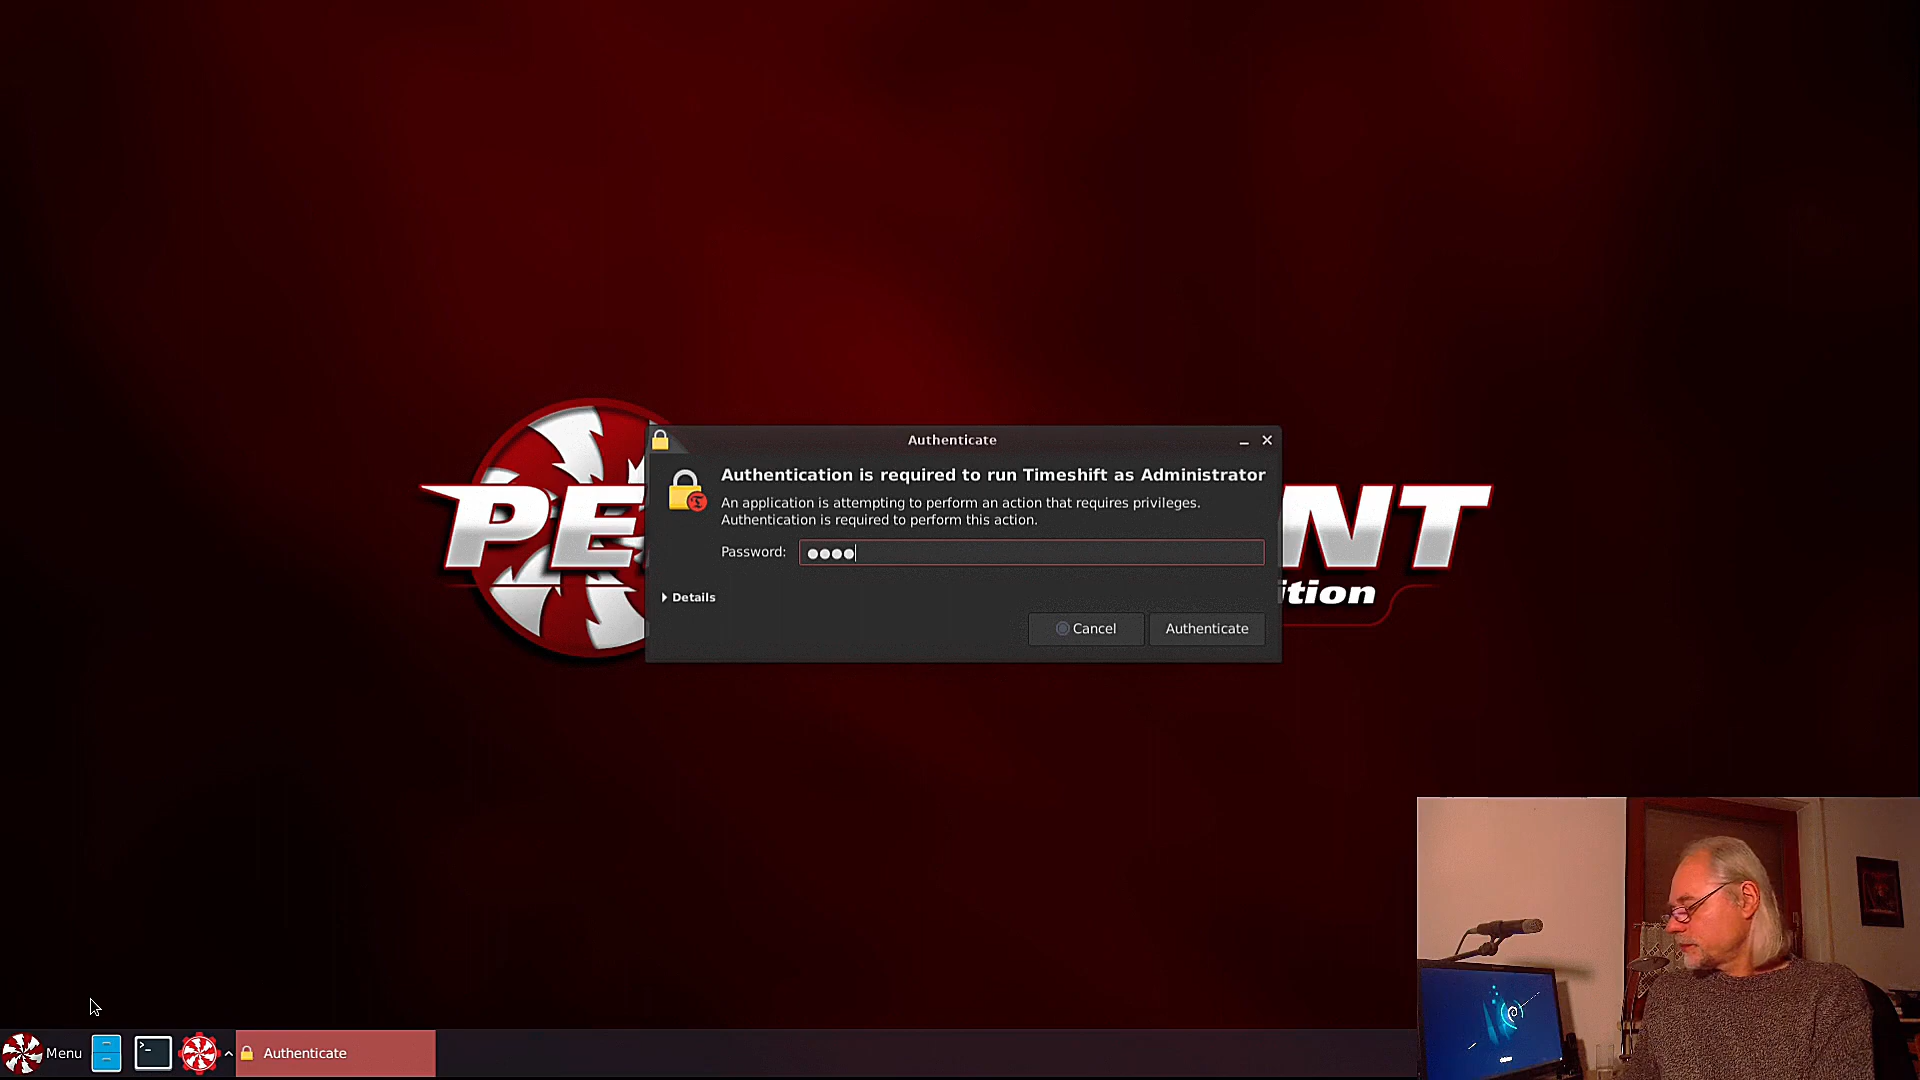 Authenticate
Authentication is required to run Timeshift as Administrator
An application is attempting to perform an action that requires privileges.
Authentication is required to perform this action.
Password:
Details
Cancel
Authenticate
PE
NT
ition
Menu
Authenticate